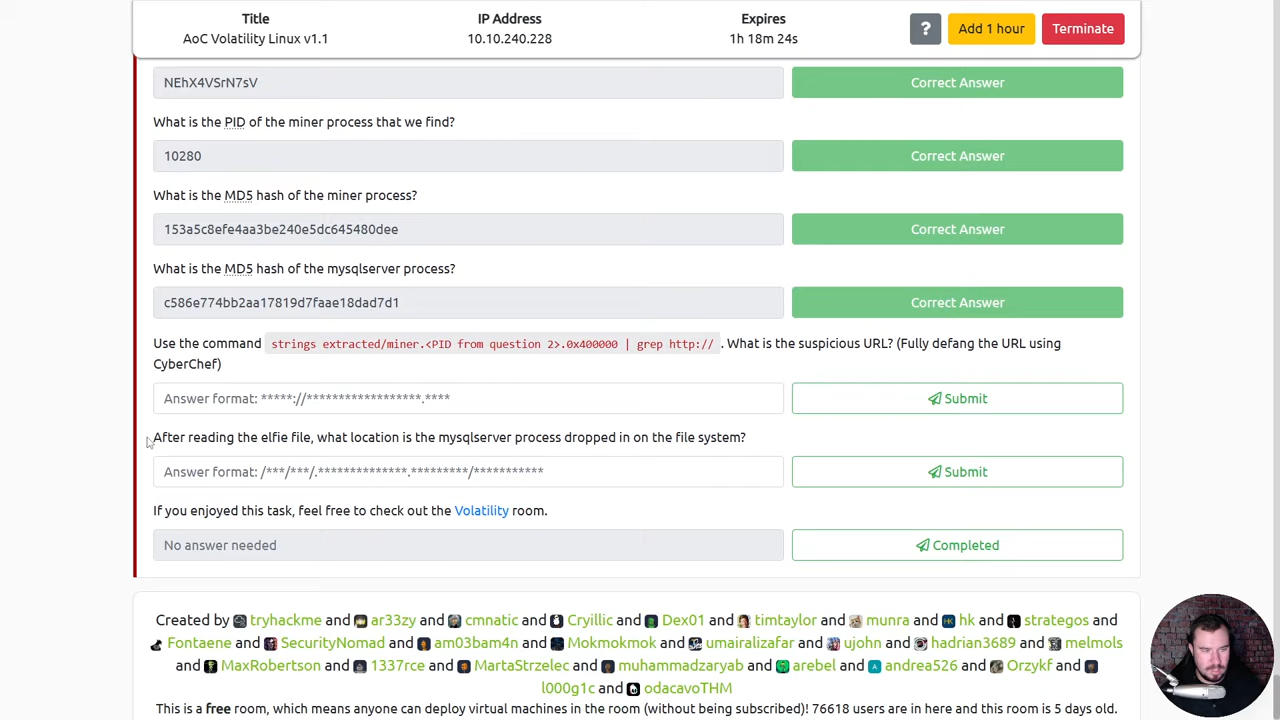 Title
AoC Volatility Linux v1.1
IP Address
10.10.240.228
Expires
1h 18m 24s
?
Add 1 hour
Terminate
NEhX4VSrN7sV
Correct Answer
What is the PID of the miner process that we find?
10280
Correct Answer
What is the MD5 hash of the miner process?
153a5c8efe4aa3be240e5dc645480dee
Correct Answer
What is the MD5 hash of the mysqlserver process?
c586e774bb2aa17819d7faae18dad7d1
Correct Answer
Use the command strings extracted/miner.<PID from question 2>.0x400000 | grep http:// . What is the suspicious URL? (Fully defang the URL using
CyberChef)
Answer format: *****://******************.****
Submit
After reading the elfie file, what location is the mysqlserver process dropped in on the file system?
Answer format: /***/***/.**************.*********/***********
Submit
If you enjoyed this task, feel free to check out the Volatility room.
No answer needed
Completed
Created by tryhackme and ar33zy and cmnatic and Cryillic and Dex01 and timtaylor and munra and hk and strategos and
Fontaene and SecurityNomad and am03bam4n and Mokmokmok and umairalizafar and ujohn and hadrian3689 and melmols
and MaxRobertson and 1337rce and MartaStrzelec and muhammadzaryab and arebel and andrea526 and Orzykf and
l000g1c and odacavoTHM
This is a free room, which means anyone can deploy virtual machines in the room (without being subscribed)! 76618 users are in here and this room is 5 days old.